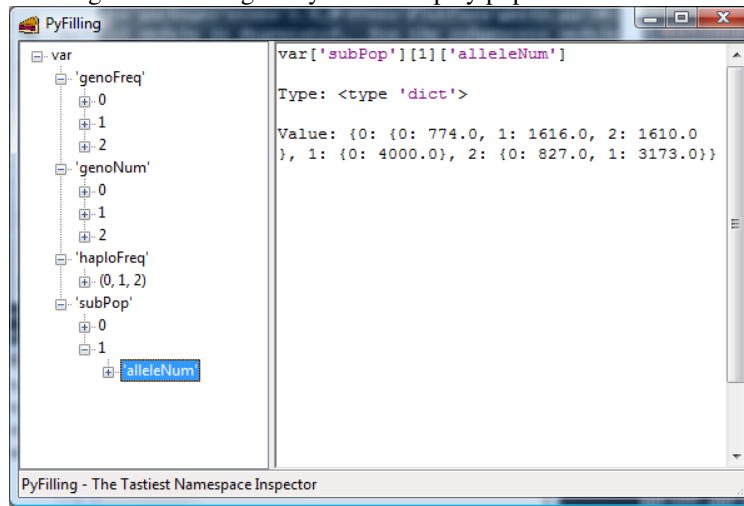 PyFilling
var
'genoFreq'
0
1
2
'genoNum'
0
1
2
'haploFreq'
(0, 1, 2)
'subPop'
0
1
'alleleNum'
var['subPop'][1]['alleleNum']
Type: <type 'dict'>
Value: {0: {0: 774.0, 1: 1616.0, 2: 1610.0
}, 1: {0: 4000.0}, 2: {0: 827.0, 1: 3173.0}}
PyFilling - The Tastiest Namespace Inspector